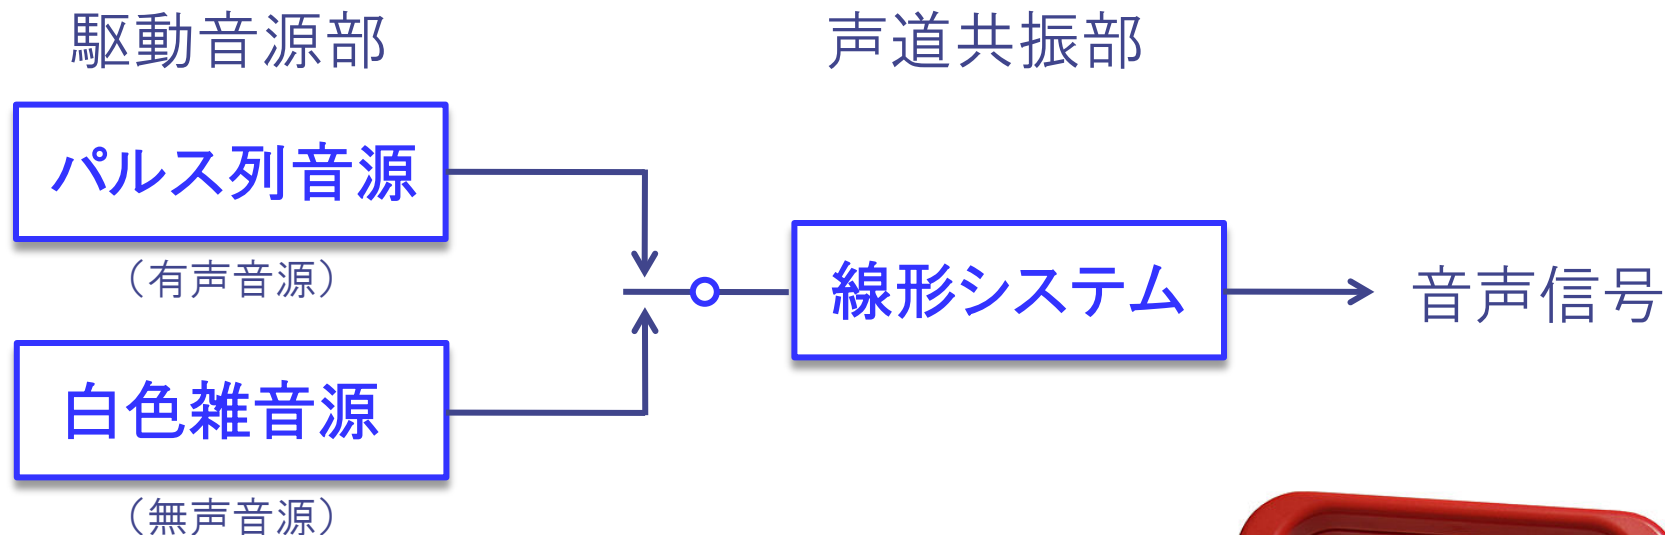 駆動音源部
声道共振部
パルス列音源
（有声音源）
線形システム
音声信号
白色雑音源
（無声音源）